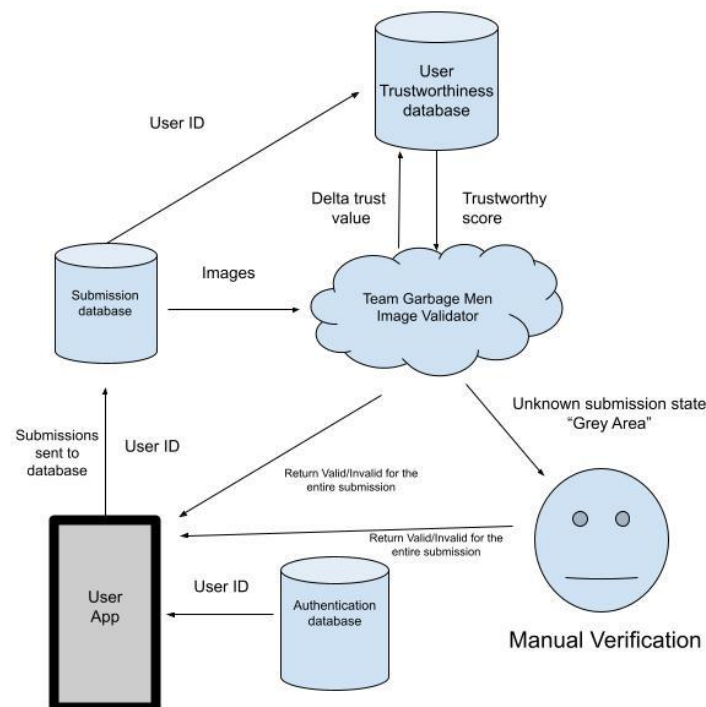 User
Trustworthiness
database
User ID
Delta trust
value
Trustworthy
score
Submission
database
Images
Team Garbage Men
Image Validator
Unknown submission state
“Grey Area”
Submissions
sent to
database
User ID
Return Valid/Invalid for the
entire submission
Return Valid/Invalid for the
entire submission
User
App
User ID
Authentication
database
Manual Verification